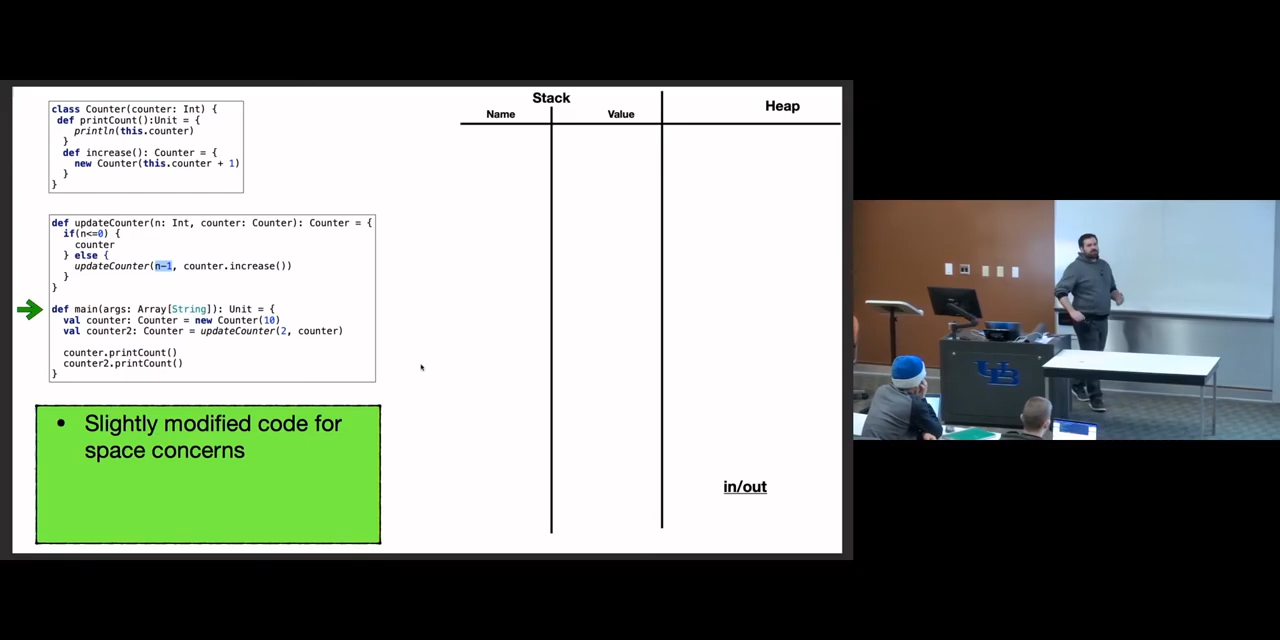 class Counter(counter: Int) {
def printCount():Unit = {
println(this.counter)
}
def increase(): Counter = {
new Counter(this.counter + 1)
}
}
def updateCounter(n: Int, counter: Counter): Counter = {
if(n<=0) {
counter
} else {
updateCounter(n-1, counter.increase())
}
}
def main(args: Array[String]): Unit = {
val counter: Counter = new Counter(10)
val counter2: Counter = updateCounter(2, counter)
counter.printCount()
counter2.printCount()
}
• Slightly modified code for
space concerns
Stack
Name Value
Heap
in/out
UB